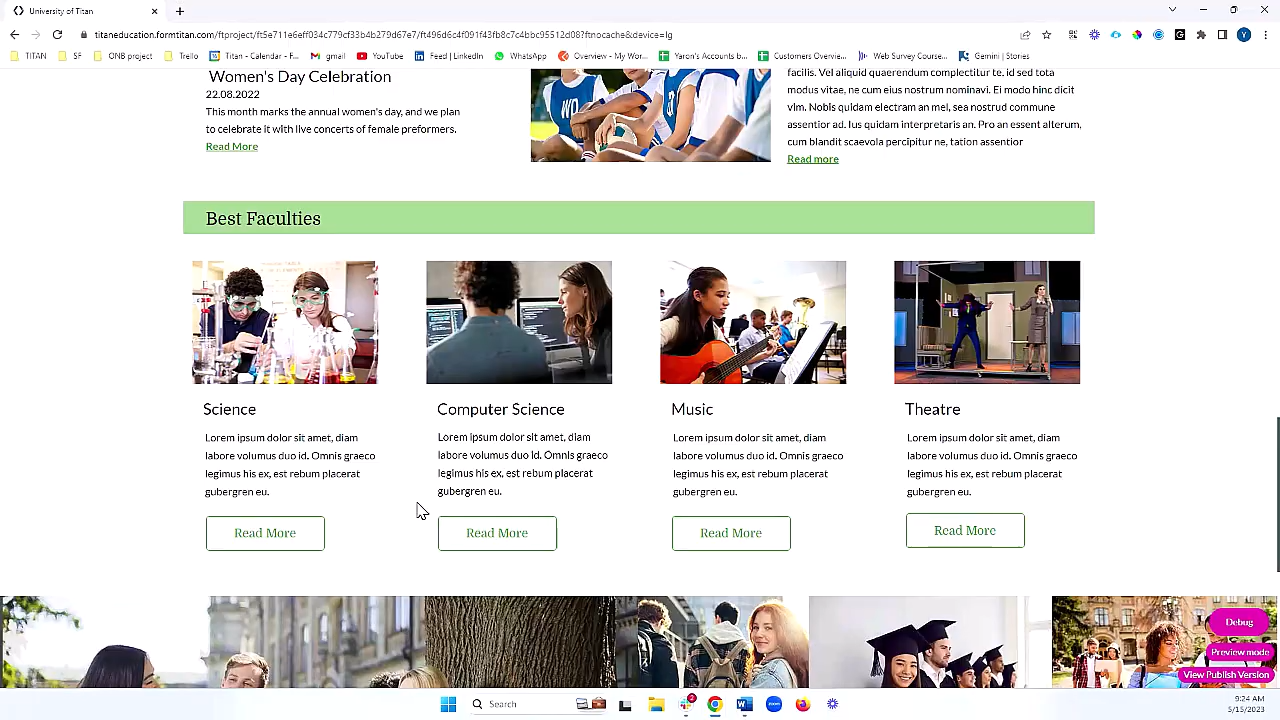 University of Titan
titaneducation.formtitan.com/ftproject/ft5e711e6eff034c779cf33b4b279d67e7/ft496d6c4f091f43fb8c7c4bbc95512d08?ftnocache&device=lg
TITAN
SF
ONB project
Trello
Titan - Calendar - F...
gmail
YouTube
Feed | LinkedIn
WhatsApp
Overview - My Wor...
Yaron's Accounts b...
Customers Overvie...
Web Survey Course...
Gemini | Stories
Women's Day Celebration
22.08.2022
This month marks the annual women's day, and we plan
to celebrate it with live concerts of female preformers.
Read More
facilis. Vel aliquid quaerendum complectitur te. id sed tota
modus vitae, ne cum eius nostrum nominavi. Ei modo hinc dicit
vim. Nobis quidam electram an mel, sea nostrud commune
assentior ad. Ius quidam interpretaris an. Pro an essent alterum,
cum blandit scaevola percipitur ne, tation assentior
Read more
Best Faculties
Science
Lorem ipsum dolor sit amet, diam
labore volumus duo id. Omnis graeco
legimus his ex, est rebum placerat
gubergren eu.
Read More
Computer Science
Lorem ipsum dolor sit amet, diam
labore volumus duo id. Omnis graeco
legimus his ex, est rebum placerat
gubergren eu.
Read More
Music
Lorem ipsum dolor sit amet, diam
labore volumus duo id. Omnis graeco
legimus his ex, est rebum placerat
gubergren eu.
Read More
Theatre
Lorem ipsum dolor sit amet, diam
labore volumus duo id. Omnis graeco
legimus his ex, est rebum placerat
gubergren eu.
Read More
Debug
Preview mode
View Publish Version
Search
9:24 AM
5/15/2023